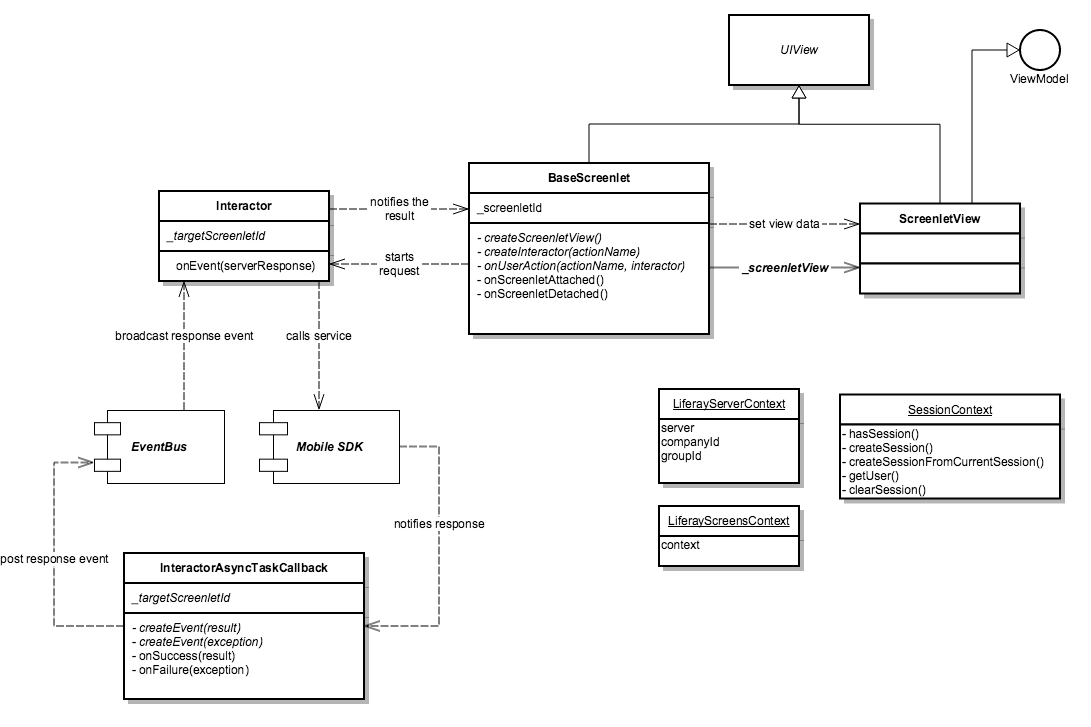 UIView
ViewModel
BaseScreenlet
_screenletId
- createScreenletView()
- createInteractor(actionName)
- onUserAction(actionName, interactor)
- onScreenletAttached()
- onScreenletDetached()
Interactor
_targetScreenletId
onEvent(serverResponse)
notifies the
result
starts
request
set view data
_screenletView
ScreenletView
broadcast response event
calls service
EventBus
Mobile SDK
LiferayServerContext
server
companyId
groupId
SessionContext
- hasSession()
- createSession()
- createSessionFromCurrentSession()
- getUser()
- clearSession()
LiferayScreensContext
context
notifies response
post response event
InteractorAsyncTaskCallback
_targetScreenletId
- createEvent(result)
- createEvent(exception)
- onSuccess(result)
- onFailure(exception)